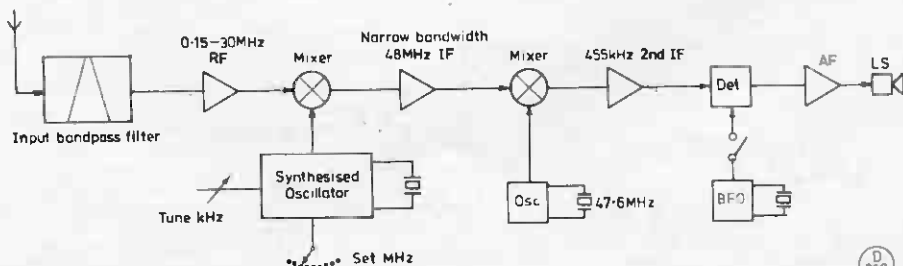 0·15–30MHz
RF
Mixer
Narrow bandwidth
48MHz IF
Mixer
455kHz 2nd IF
Det
AF
LS
Input bandpass filter
Synthesised
Oscillator
Tune kHz
Set MHz
Osc
47·6MHz
BFO
D